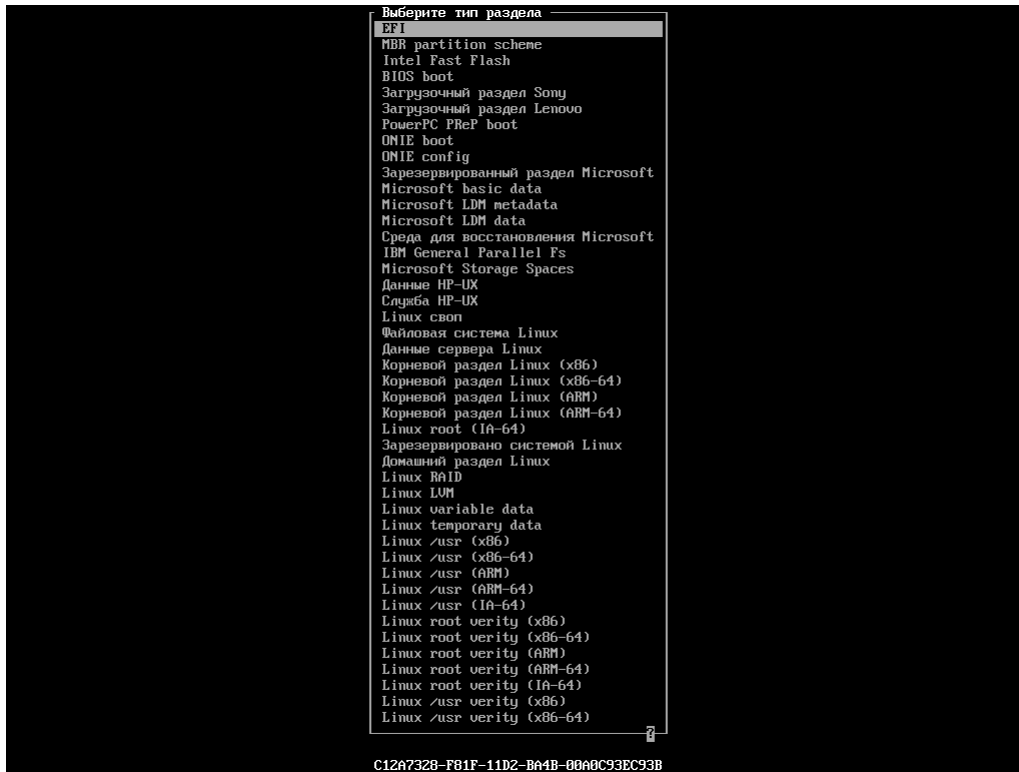 Выберите тип раздела
EFI
MBR partition scheme
Intel Fast Flash
BIOS boot
Загрузочный раздел Sony
Загрузочный раздел Lenovo
PowerPC PReP boot
ONIE boot
ONIE config
Зарезервированный раздел Microsoft
Microsoft basic data
Microsoft LDM metadata
Microsoft LDM data
Среда для восстановления Microsoft
IBM General Parallel Fs
Microsoft Storage Spaces
Данные HP-UX
Служба HP-UX
Linux своп
Файловая система Linux
Данные сервера Linux
Корневой раздел Linux (x86)
Корневой раздел Linux (x86-64)
Корневой раздел Linux (ARM)
Корневой раздел Linux (ARM-64)
Linux root (IA-64)
Зарезервировано системой Linux
Домашний раздел Linux
Linux RAID
Linux LVM
Linux variable data
Linux temporary data
Linux /usr (x86)
Linux /usr (x86-64)
Linux /usr (ARM)
Linux /usr (ARM-64)
Linux /usr (IA-64)
Linux root verity (x86)
Linux root verity (x86-64)
Linux root verity (ARM)
Linux root verity (ARM-64)
Linux root verity (IA-64)
Linux /usr verity (x86)
Linux /usr verity (x86-64)
?
C12A7328-F81F-11D2-BA4B-00A0C93EC93B